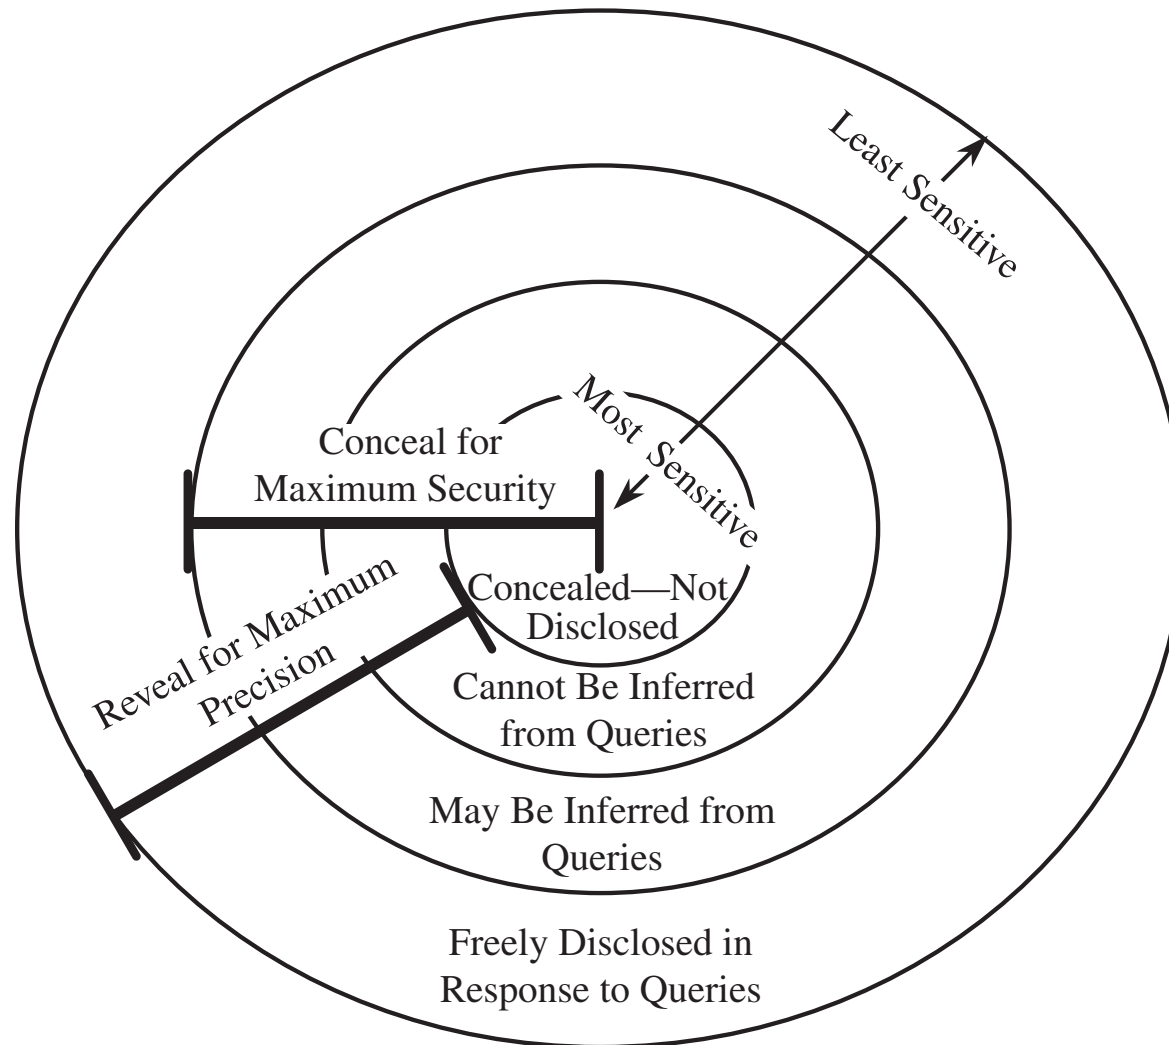 Least Sensitive
Most Sensitive
Conceal for
Maximum Security
Concealed—Not
Disclosed
Reveal for Maximum
Precision
Cannot Be Inferred
from Queries
May Be Inferred from
Queries
Freely Disclosed in
Response to Queries